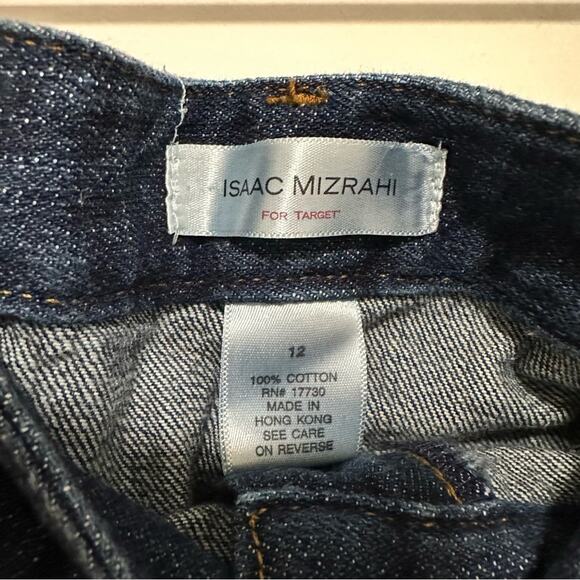 ISAAC MIZRAHI
FOR TARGET
12
100% COTTON
RN# 17730
MADE IN
HONG KONG
SEE CARE
ON REVERSE